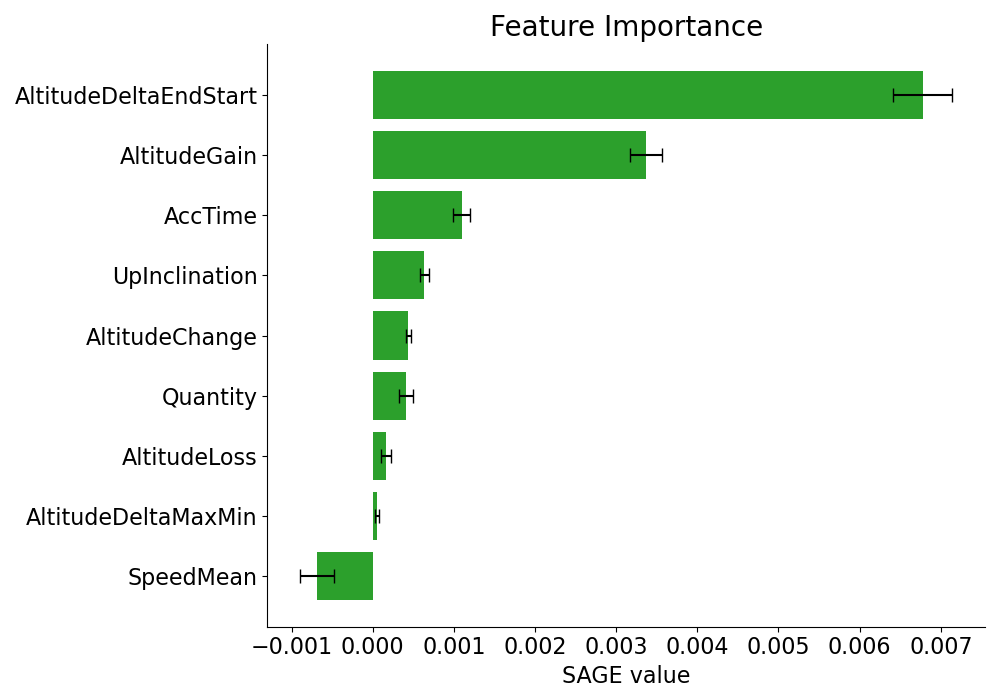 Feature Importance
AltitudeDeltaEndStart
AltitudeGain
AccTime
UpInclination
AltitudeChange
Quantity
AltitudeLoss
AltitudeDeltaMaxMin
SpeedMean
−0.001 0.000 0.001 0.002 0.003 0.004 0.005 0.006 0.007
SAGE value